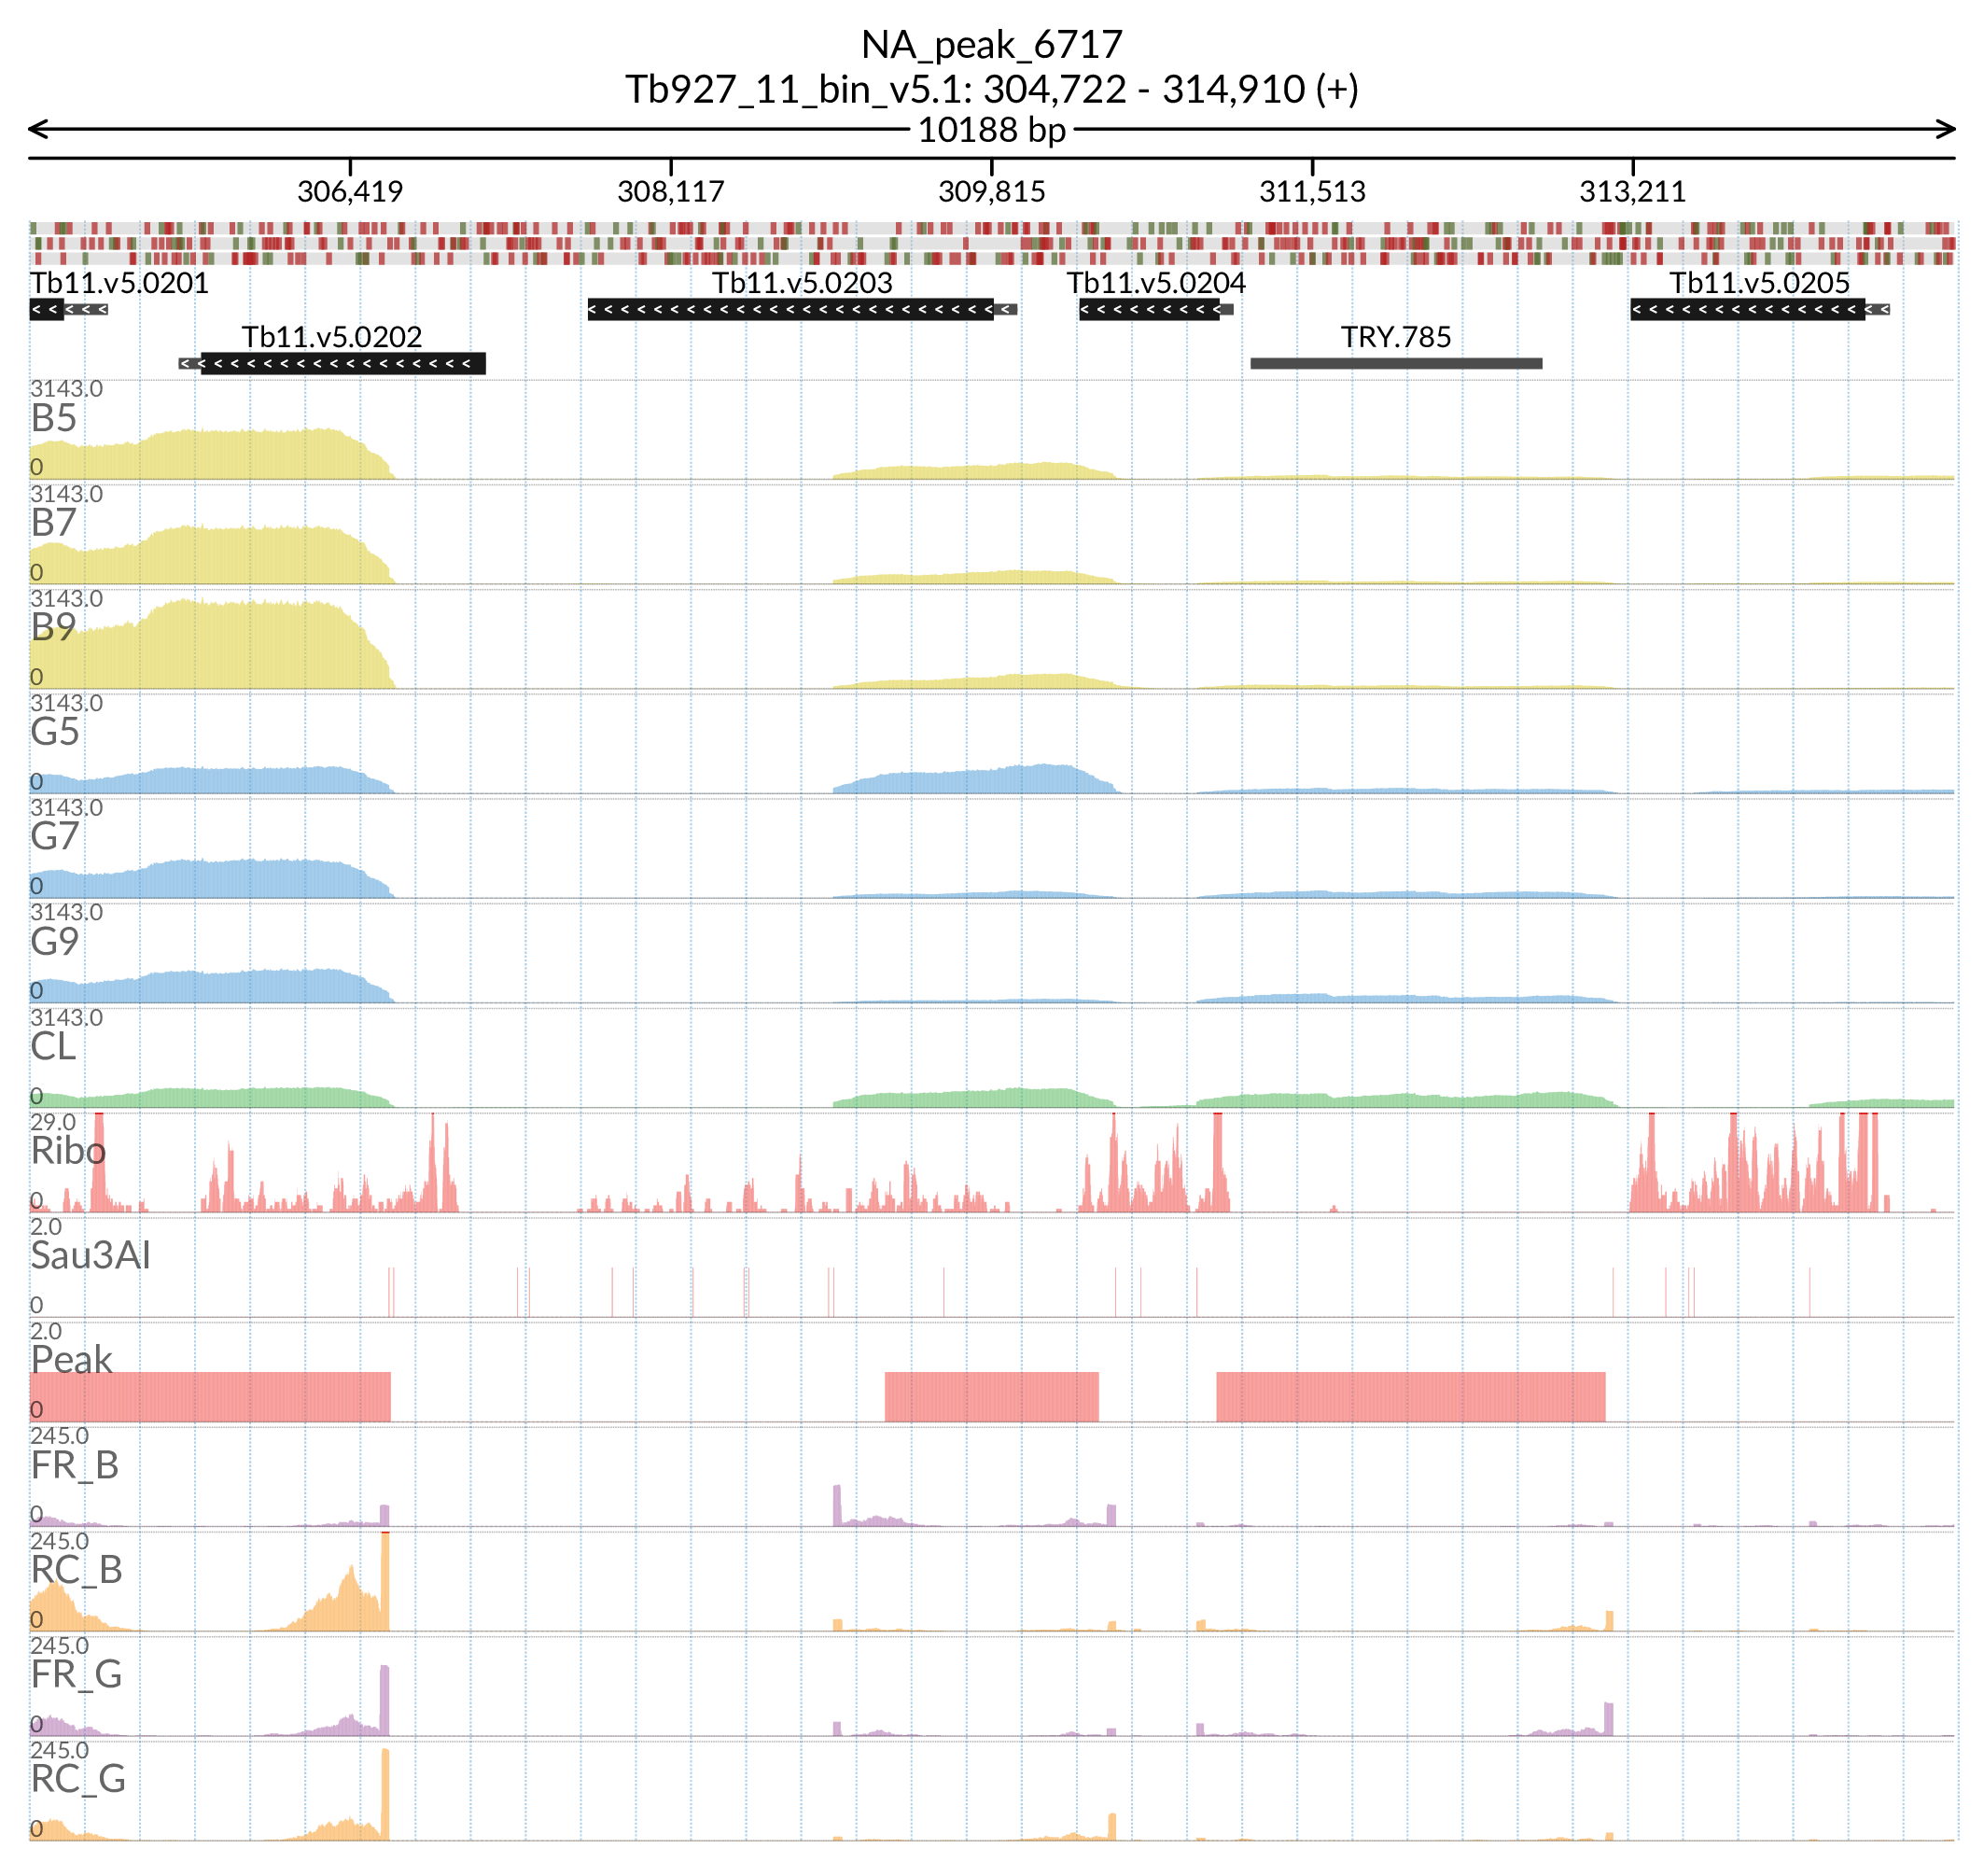 NA_peak_6717
Tb927_11_bin_v5.1: 304,722 - 314,910 (+)
10188 bp
306,419 308,117 309,815 311,513 313,211
Tb11.v5.0201 Tb11.v5.0203 Tb11.v5.0204 Tb11.v5.0205
Tb11.v5.0202 TRY.785
3143.0
B5
0
3143.0
B7
0
3143.0
B9
0
3143.0
G5
0
3143.0
G7
0
3143.0
G9
0
3143.0
CL
0
29.0
Ribo
0
2.0
Sau3AI
0
2.0
Peak
0
245.0
FR_B
0
245.0
RC_B
0
245.0
FR_G
0
245.0
RC_G
0